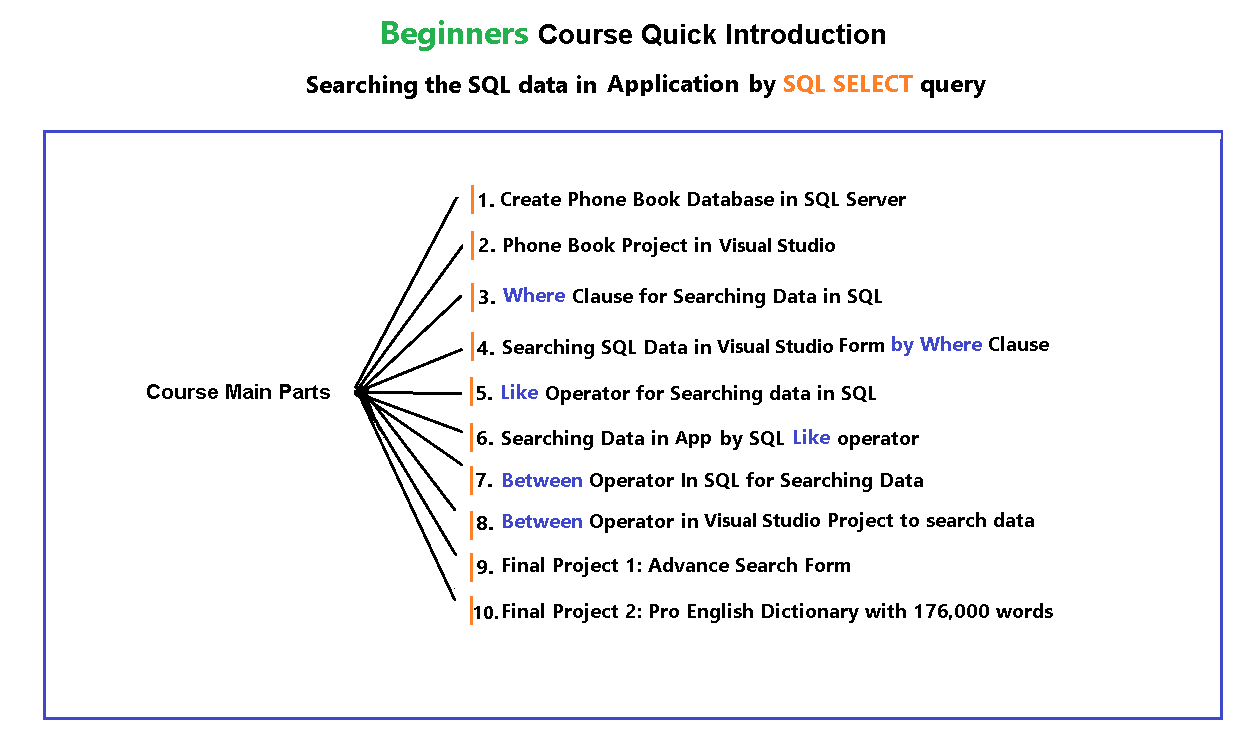 Beginners Course Quick Introduction
Searching the SQL data in Application by SQL SELECT query
Course Main Parts
1. Create Phone Book Database in SQL Server
2. Phone Book Project in Visual Studio
3. Where Clause for Searching Data in SQL
4. Searching SQL Data in Visual Studio Form by Where Clause
5. Like Operator for Searching data in SQL
6. Searching Data in App by SQL Like operator
7. Between Operator In SQL for Searching Data
8. Between Operator in Visual Studio Project to search data
9. Final Project 1: Advance Search Form
10. Final Project 2: Pro English Dictionary with 176,000 words